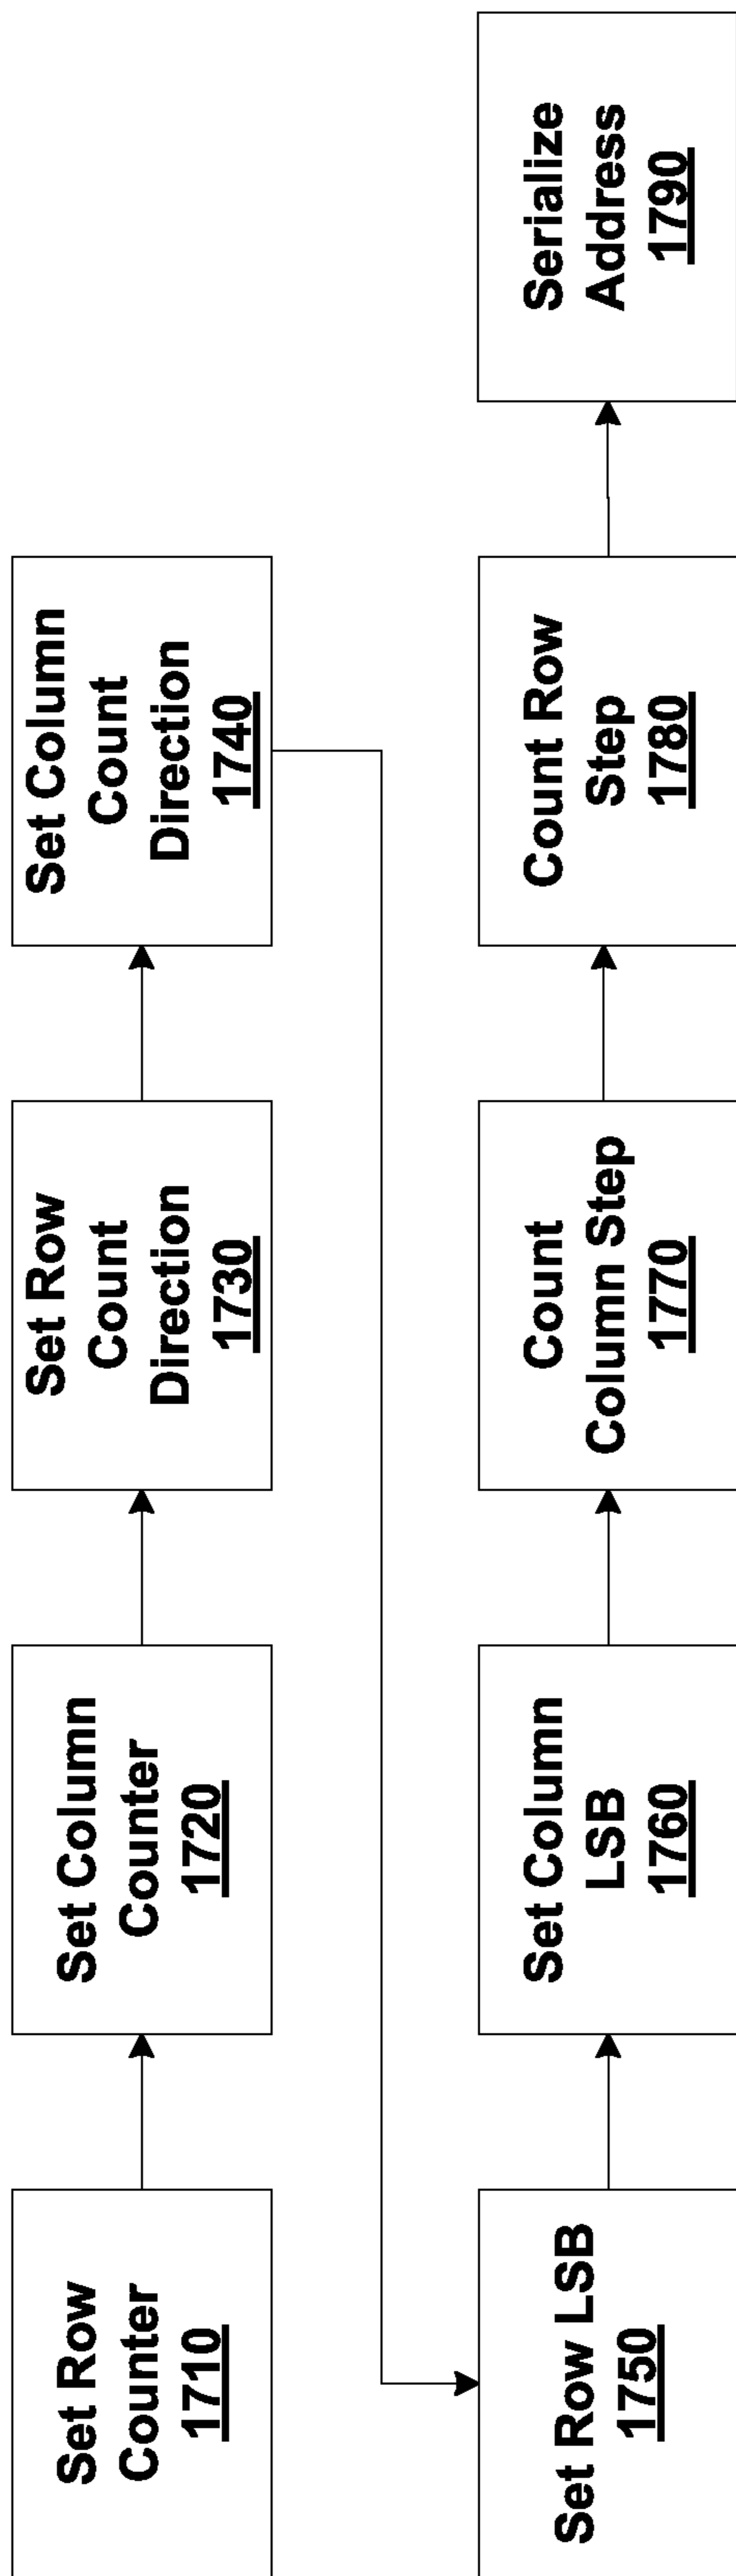 Set Row
Counter
1710
Set Column
Counter
1720
Set Row
Count
Direction
1730
Set Column
Count
Direction
1740
Set Row LSB
1750
Set Column
LSB
1760
Count
Column Step
1770
Count Row
Step
1780
Serialize
Address
1790